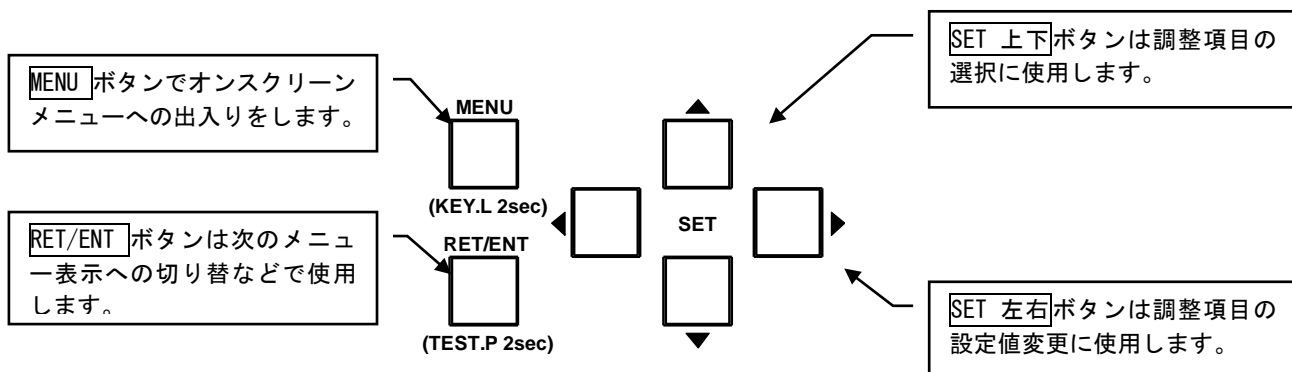 MENU ボタンでオンスクリーン
メニューへの出入りをします。
RET/ENT ボタンは次のメニュ
ー表示への切り替などで使用
します。
MENU
(KEY.L 2sec)
RET/ENT
(TEST.P 2sec)
▲
◀
SET
▶
▼
SET 上下ボタンは調整項目の
選択に使用します。
SET 左右ボタンは調整項目の
設定値変更に使用します。